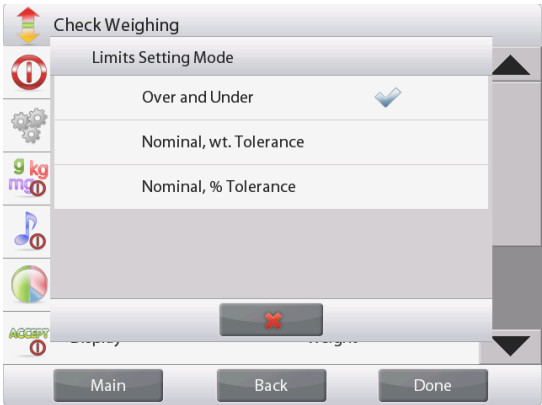 Check Weighing
Limits Setting Mode
Over and Under
Nominal, wt. Tolerance
Nominal, % Tolerance
g kg
mg
ACCEPT
Display Weight
Main Back Done